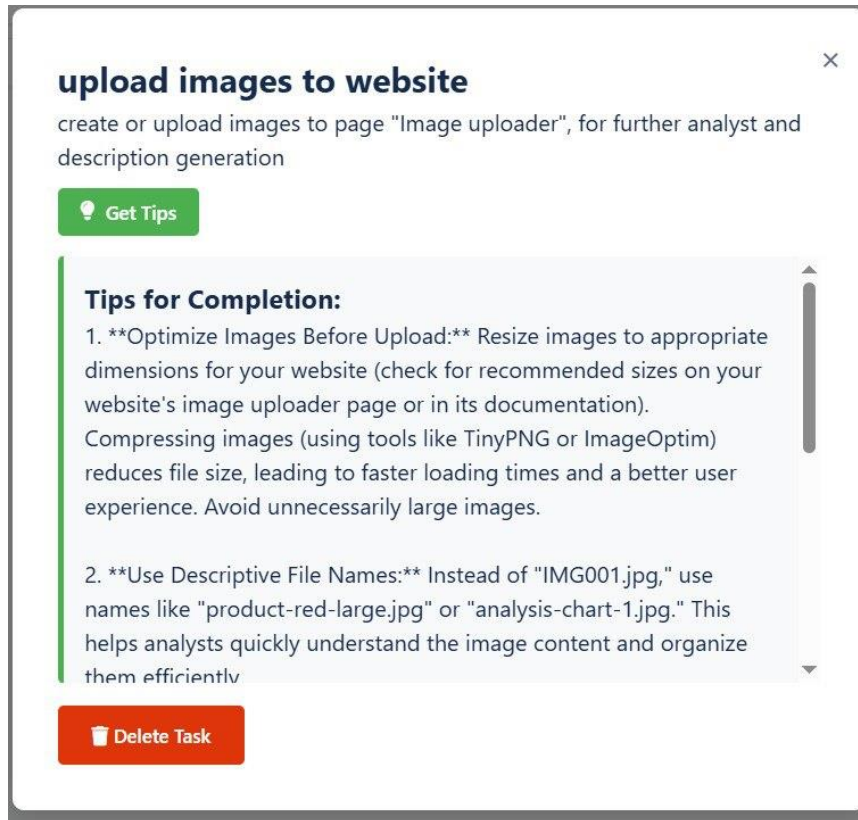 upload images to website
create or upload images to page "Image uploader", for further analyst and
description generation
Get Tips
Tips for Completion:
1. **Optimize Images Before Upload:** Resize images to appropriate
dimensions for your website (check for recommended sizes on your
website's image uploader page or in its documentation).
Compressing images (using tools like TinyPNG or ImageOptim)
reduces file size, leading to faster loading times and a better user
experience. Avoid unnecessarily large images.
2. **Use Descriptive File Names:** Instead of "IMG001.jpg," use
names like "product-red-large.jpg" or "analysis-chart-1.jpg." This
helps analysts quickly understand the image content and organize
them efficiently
Delete Task